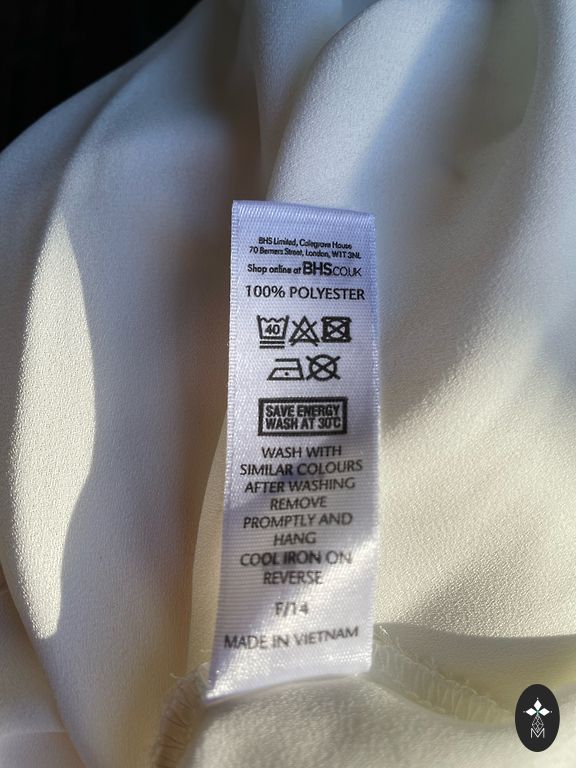 BHS Limited, Colegrove House
70 Berners Street, London, W1T 3NL
Shop online at BHS.CO.UK
100% POLYESTER
40
SAVE ENERGY
WASH AT 30°C
WASH WITH
SIMILAR COLOURS
AFTER WASHING
REMOVE
PROMPTLY AND
HANG
COOL IRON ON
REVERSE
F/14
MADE IN VIETNAM
M